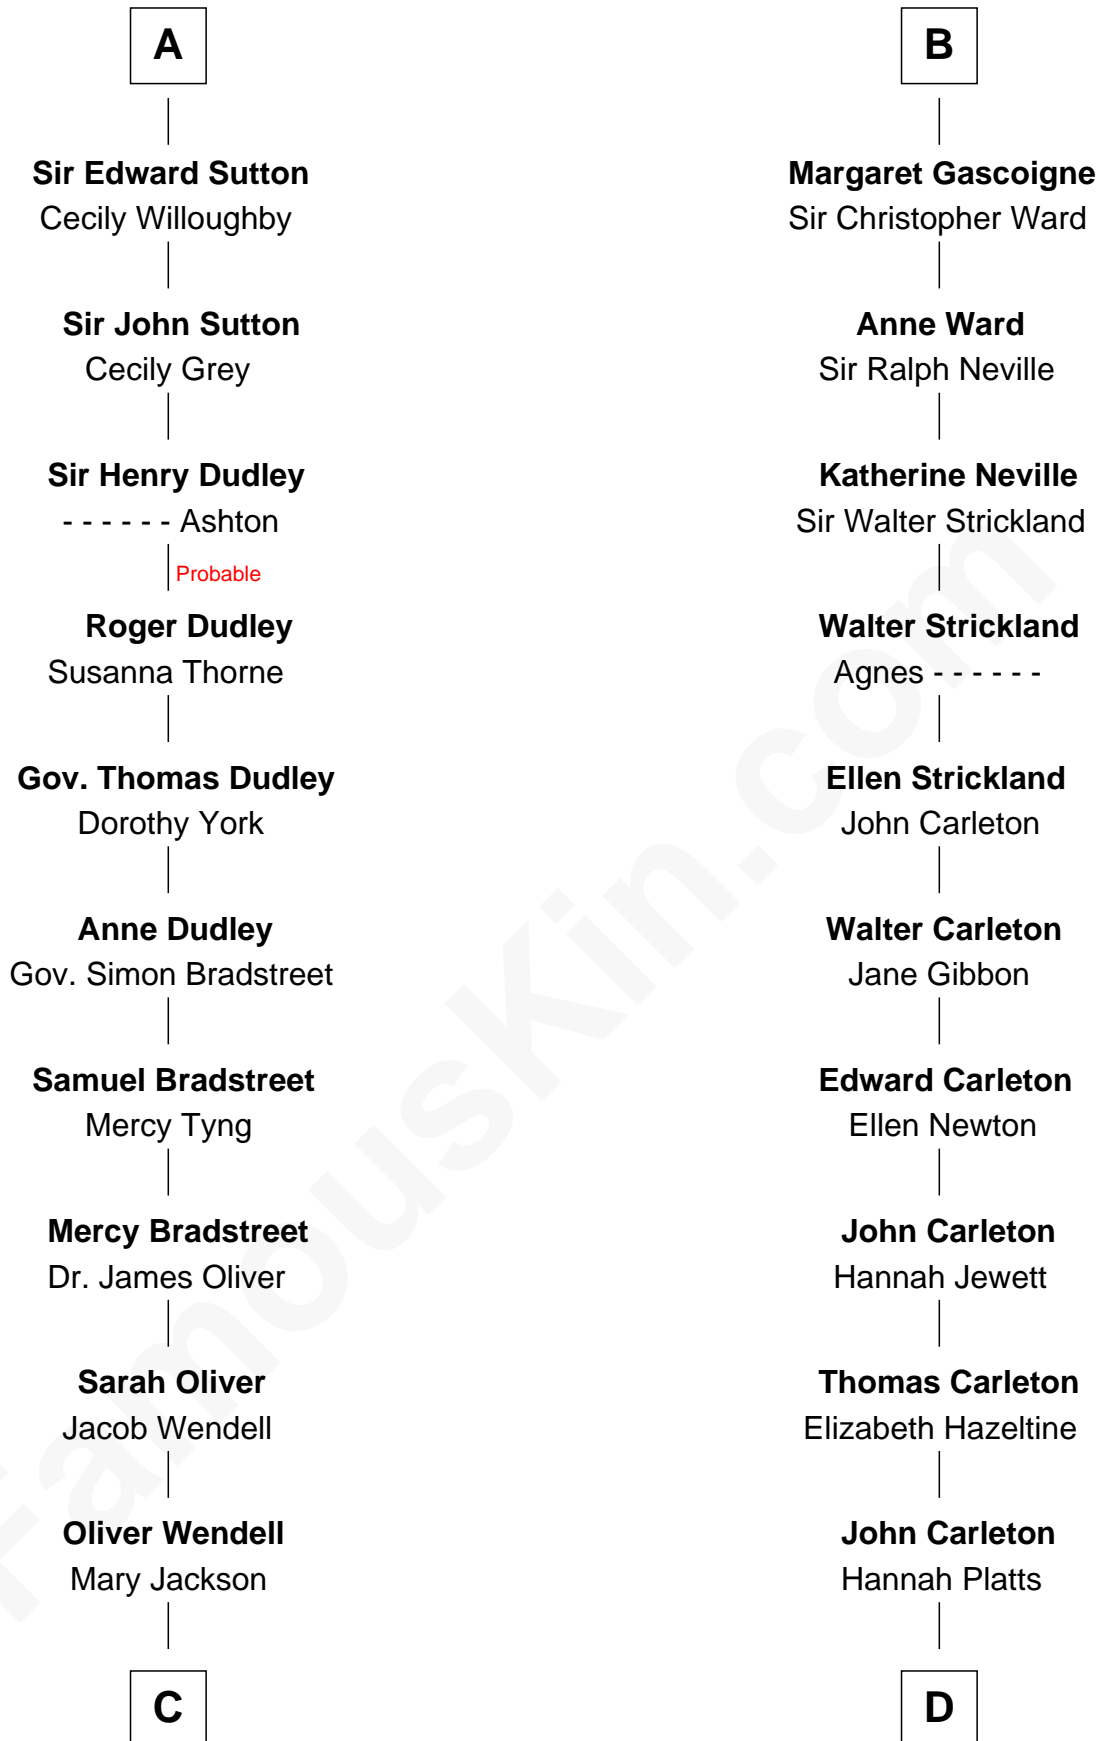 A
Sir Edward Sutton
Cecily Willoughby
Sir John Sutton
Cecily Grey
Sir Henry Dudley
- - - - - - Ashton
Probable
Roger Dudley
Susanna Thorne
Gov. Thomas Dudley
Dorothy York
Anne Dudley
Gov. Simon Bradstreet
Samuel Bradstreet
Mercy Tyng
Mercy Bradstreet
Dr. James Oliver
Sarah Oliver
Jacob Wendell
Oliver Wendell
Mary Jackson
C
B
Margaret Gascoigne
Sir Christopher Ward
Anne Ward
Sir Ralph Neville
Katherine Neville
Sir Walter Strickland
Walter Strickland
Agnes - - - - - -
Ellen Strickland
John Carleton
Walter Carleton
Jane Gibbon
Edward Carleton
Ellen Newton
John Carleton
Hannah Jewett
Thomas Carleton
Elizabeth Hazeltine
John Carleton
Hannah Platts
D
FamousKin.com